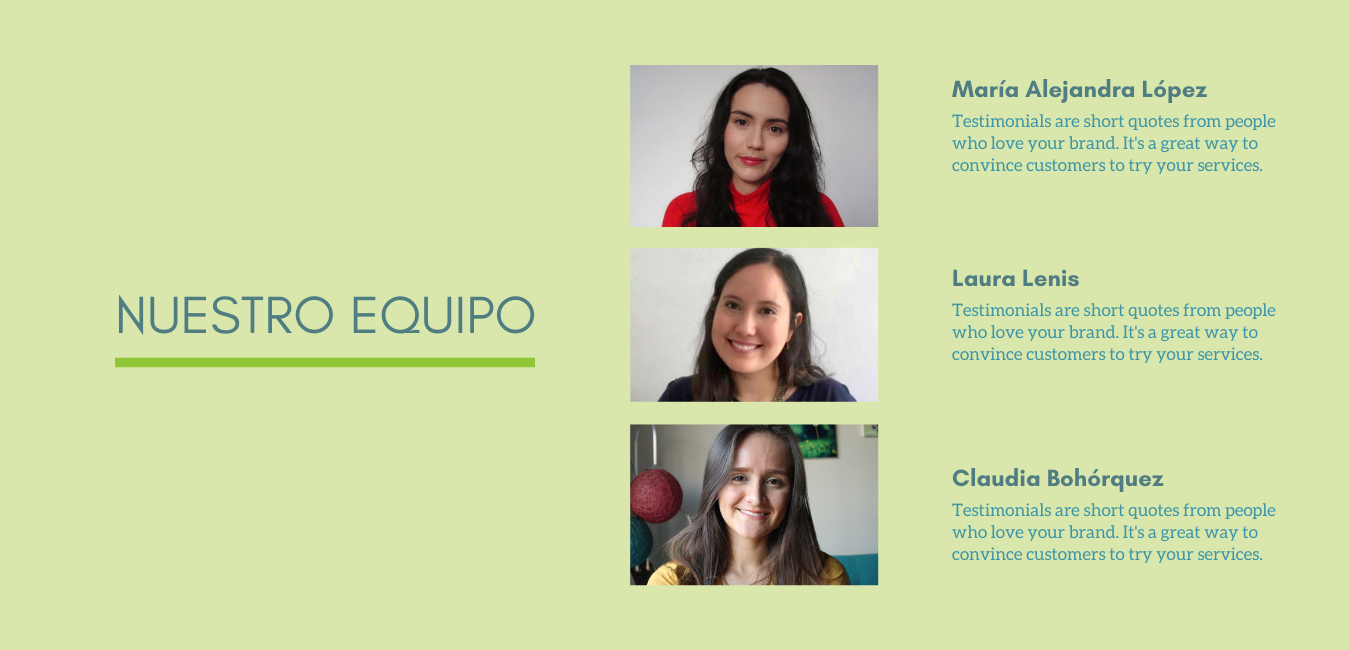 NUESTRO EQUIPO
María Alejandra López
Testimonials are short quotes from people
who love your brand. It's a great way to
convince customers to try your services.
Laura Lenis
Testimonials are short quotes from people
who love your brand. It's a great way to
convince customers to try your services.
Claudia Bohórquez
Testimonials are short quotes from people
who love your brand. It's a great way to
convince customers to try your services.